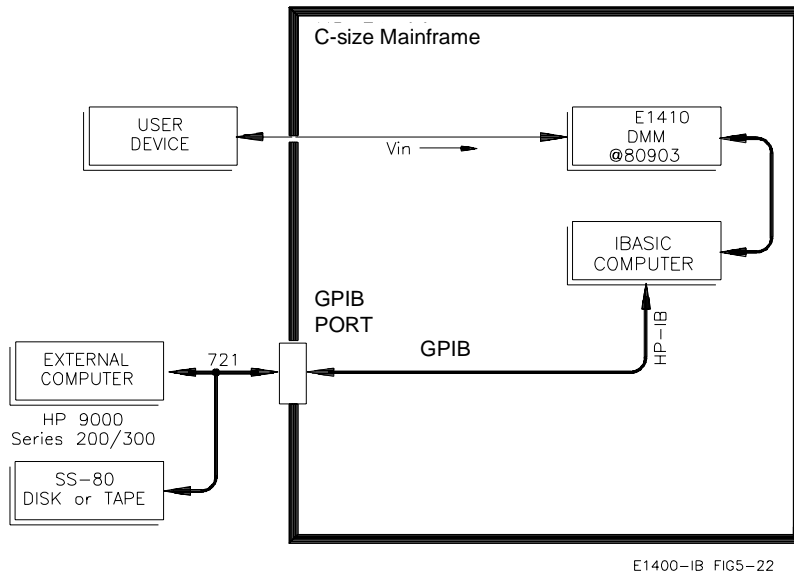 C-size Mainframe
USER
DEVICE
Vin
E1410
DMM
@80903
IBASIC
COMPUTER
GPIB
PORT
GPIB
HP-IB
721
EXTERNAL
COMPUTER
HP 9000
Series 200/300
SS-80
DISK or TAPE
E1400-IB FIG5-22